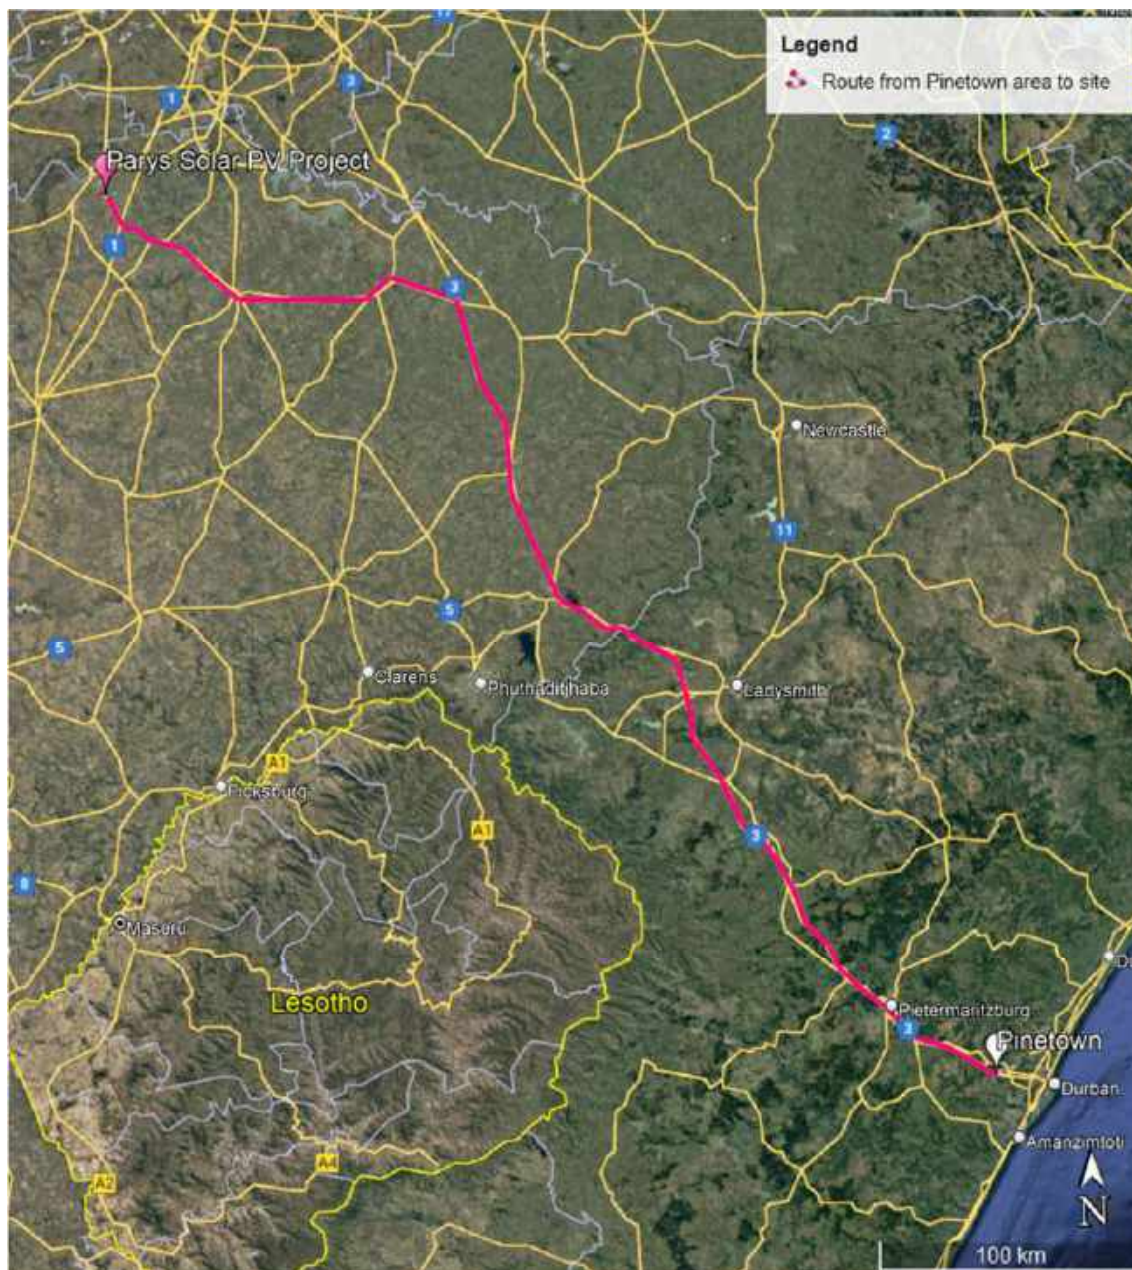 Legend
Route from Pinetown area to site
3
1
2
Parys Solar PV Project
1
3
Newcastle
11
5
5
Clarens
Phuthaditjhaba
Ladysmith
A1
Ficksburg
A1
3
8
Maseru
Lesotho
Pietermaritzburg
3
Pinetown
Durban
Amanzimtoti
A4
A2
N
100 km